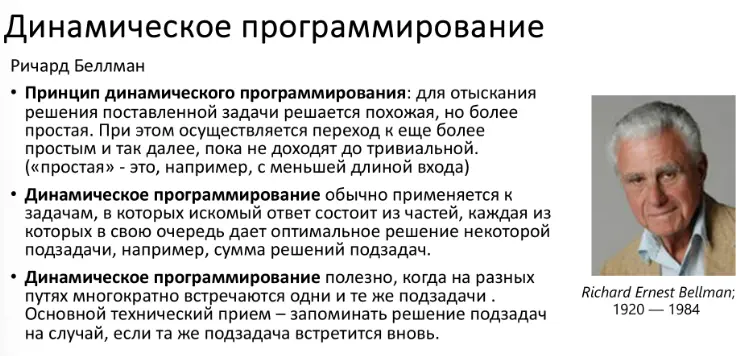 Динамическое программирование
Ричард Беллман
• Принцип динамического программирования: для отыскания
решения поставленной задачи решается похожая, но более
простая. При этом осуществляется переход к еще более
простым и так далее, пока не доходят до тривиальной.
(«простая» - это, например, с меньшей длиной входа)
• Динамическое программирование обычно применяется к
задачам, в которых искомый ответ состоит из частей, каждая из
которых в свою очередь дает оптимальное решение некоторой
подзадачи, например, сумма решений подзадач.
• Динамическое программирование полезно, когда на разных
путях многократно встречаются одни и те же подзадачи .
Основной технический прием – запоминать решение подзадач
на случай, если та же подзадача встретится вновь.
Richard Ernest Bellman;
1920 — 1984